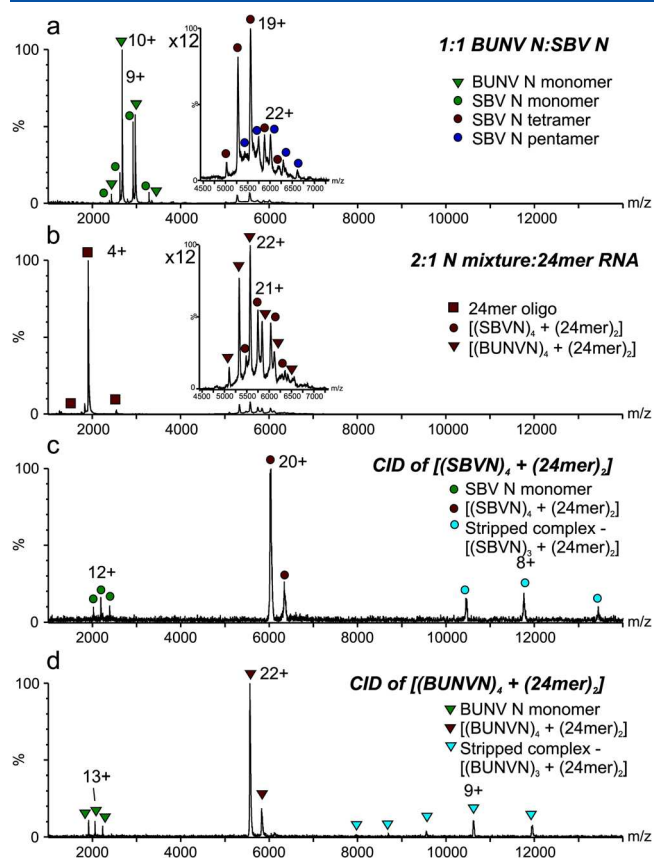 a
1:1 BUNV N:SBV N
10+
9+
x12
19+
22+
100
%
4500 5000 5500 6000 6500 7000 m/z
BUNV N monomer
SBV N monomer
SBV N tetramer
SBV N pentamer
100
%
0
2000 4000 6000 8000 10000 12000 m/z
b
2:1 N mixture:24mer RNA
4+
x12
22+
21+
100
%
4500 5000 5500 6000 6500 7000 m/z
24mer oligo
[(SBVN)₄ + (24mer)₂]
[(BUNVN)₄ + (24mer)₂]
100
%
0
2000 4000 6000 8000 10000 12000 m/z
c
CID of [(SBVN)₄ + (24mer)₂]
20+
12+
SBV N monomer
[(SBVN)₄ + (24mer)₂]
Stripped complex -
[(SBVN)₃ + (24mer)₂]
8+
100
%
0
2000 4000 6000 8000 10000 12000 m/z
d
CID of [(BUNVN)₄ + (24mer)₂]
22+
13+
BUNV N monomer
[(BUNVN)₄ + (24mer)₂]
Stripped complex -
[(BUNVN)₃ + (24mer)₂]
9+
100
%
0
2000 4000 6000 8000 10000 12000 m/z